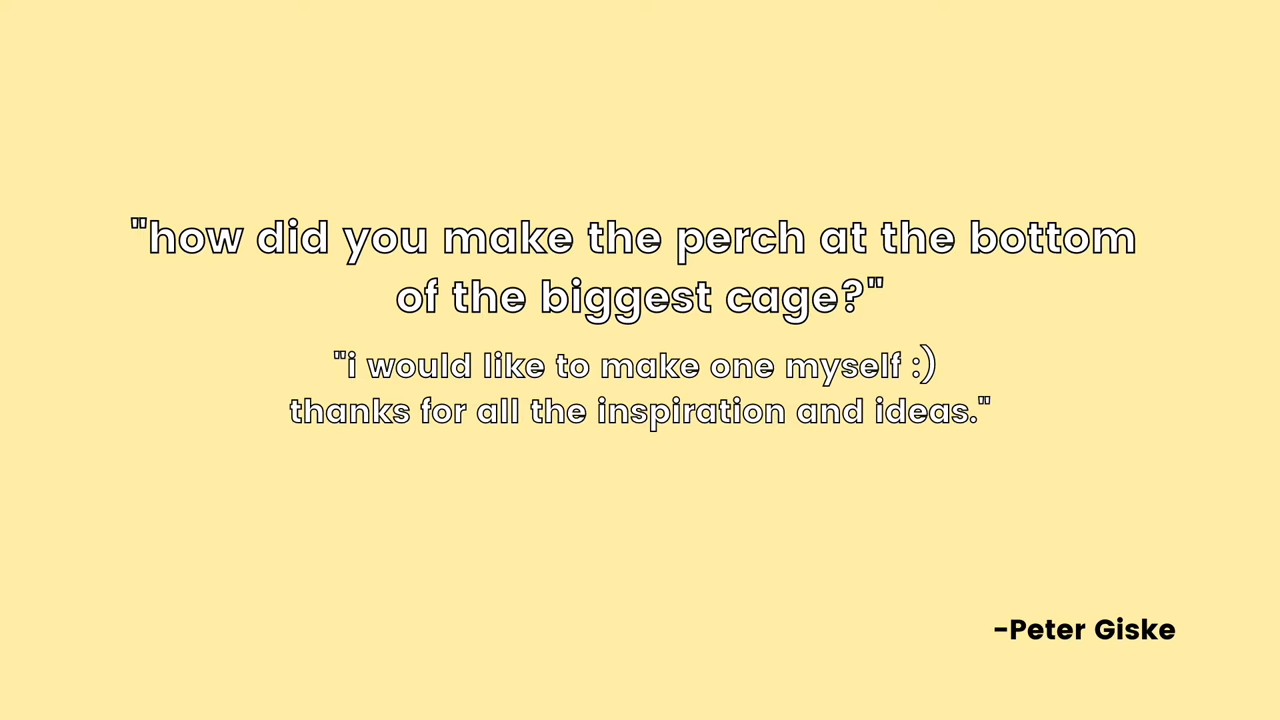 "how did you make the perch at the bottom
of the biggest cage?"
"i would like to make one myself :)
thanks for all the inspiration and ideas."
-Peter Giske